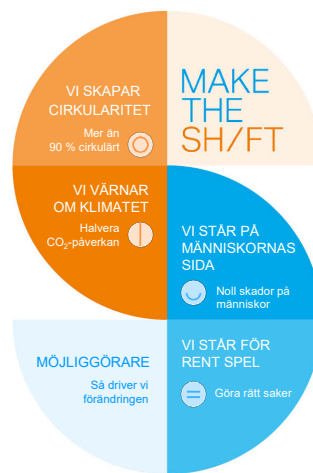 VI SKAPAR
CIRKULARITET
Mer än
90 % cirkulärt
MAKE
THE
SH/FT
VI VÄRNAR
OM KLIMATET
Halvera
CO₂-påverkan
VI STÅR PÅ
MÄNNISKORNAS
SIDA
Noll skador på
människor
MÖJLIGGÖRARE
Så driver vi
förändringen
VI STÅR FÖR
RENT SPEL
Göra rätt saker